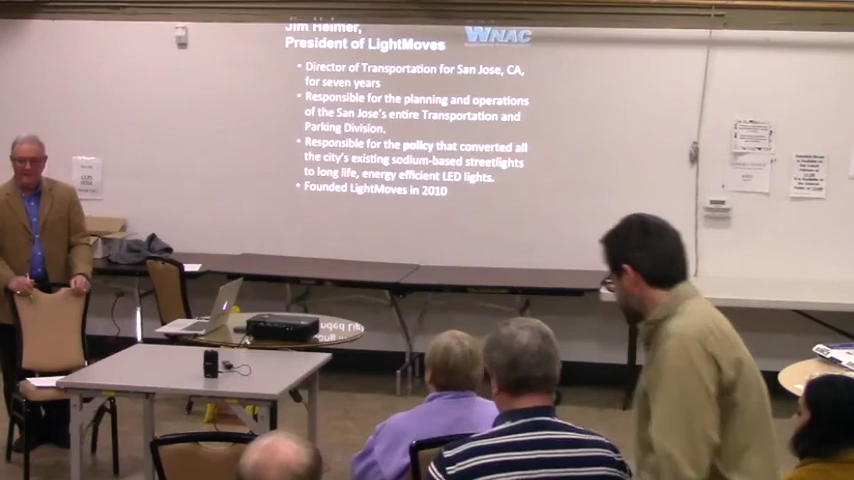 Jim Helmer,
President of LightMoves
WNAC
• Director of Transportation for San Jose, CA,
for seven years
• Responsible for the planning and operations
of the San Jose's entire Transportation and
Parking Division.
• Responsible for the policy that converted all
the city's existing sodium-based streetlights
to long life, energy efficient LED lights.
• Founded LightMoves in 2010